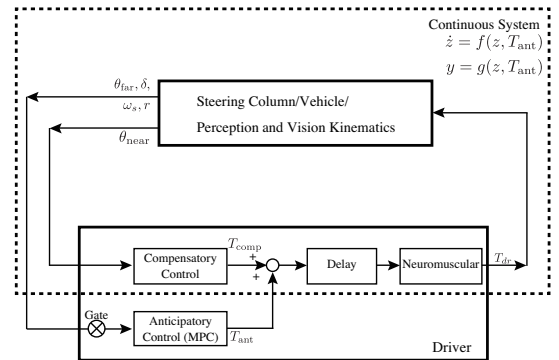 Continuous System
ż = f(z, T_ant)
y = g(z, T_ant)
θ_far, δ,
ω_s, r
θ_near
Steering Column/Vehicle/
Perception and Vision Kinematics
T_comp
+
+
Compensatory
Control
Delay
Neuromuscular
T_dr
Gate
Anticipatory
Control (MPC)
T_ant
Driver